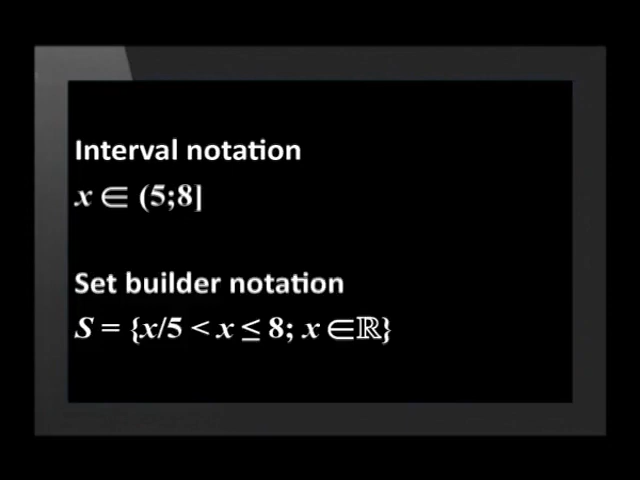 Interval notation
x ∈ (5;8]
Set builder notation
S = {x/5 < x ≤ 8; x ∈ℝ}